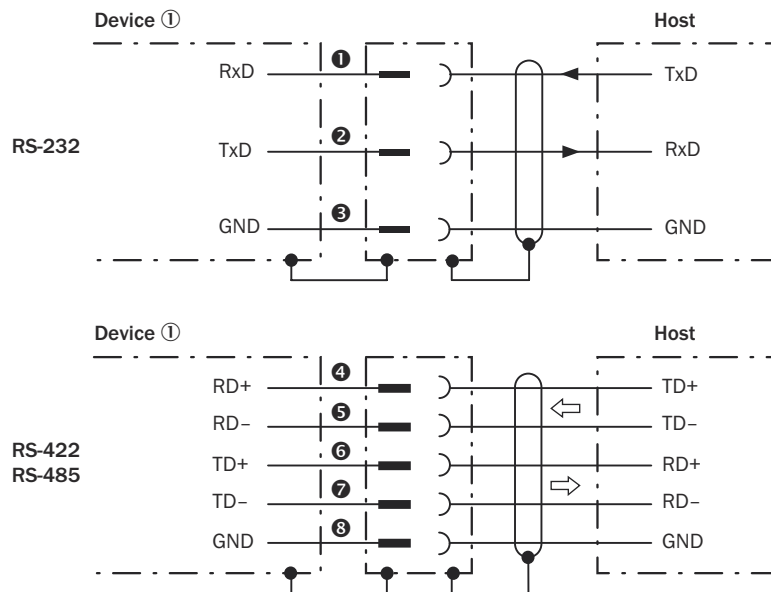 Device ① Host
RS-232
RxD ❶ TxD
TxD ❷ RxD
GND ❸ GND
Device ① Host
RS-422
RS-485
RD+ ❹ TD+
RD– ❺ TD–
TD+ ❻ RD+
TD– ❼ RD–
GND ❽ GND